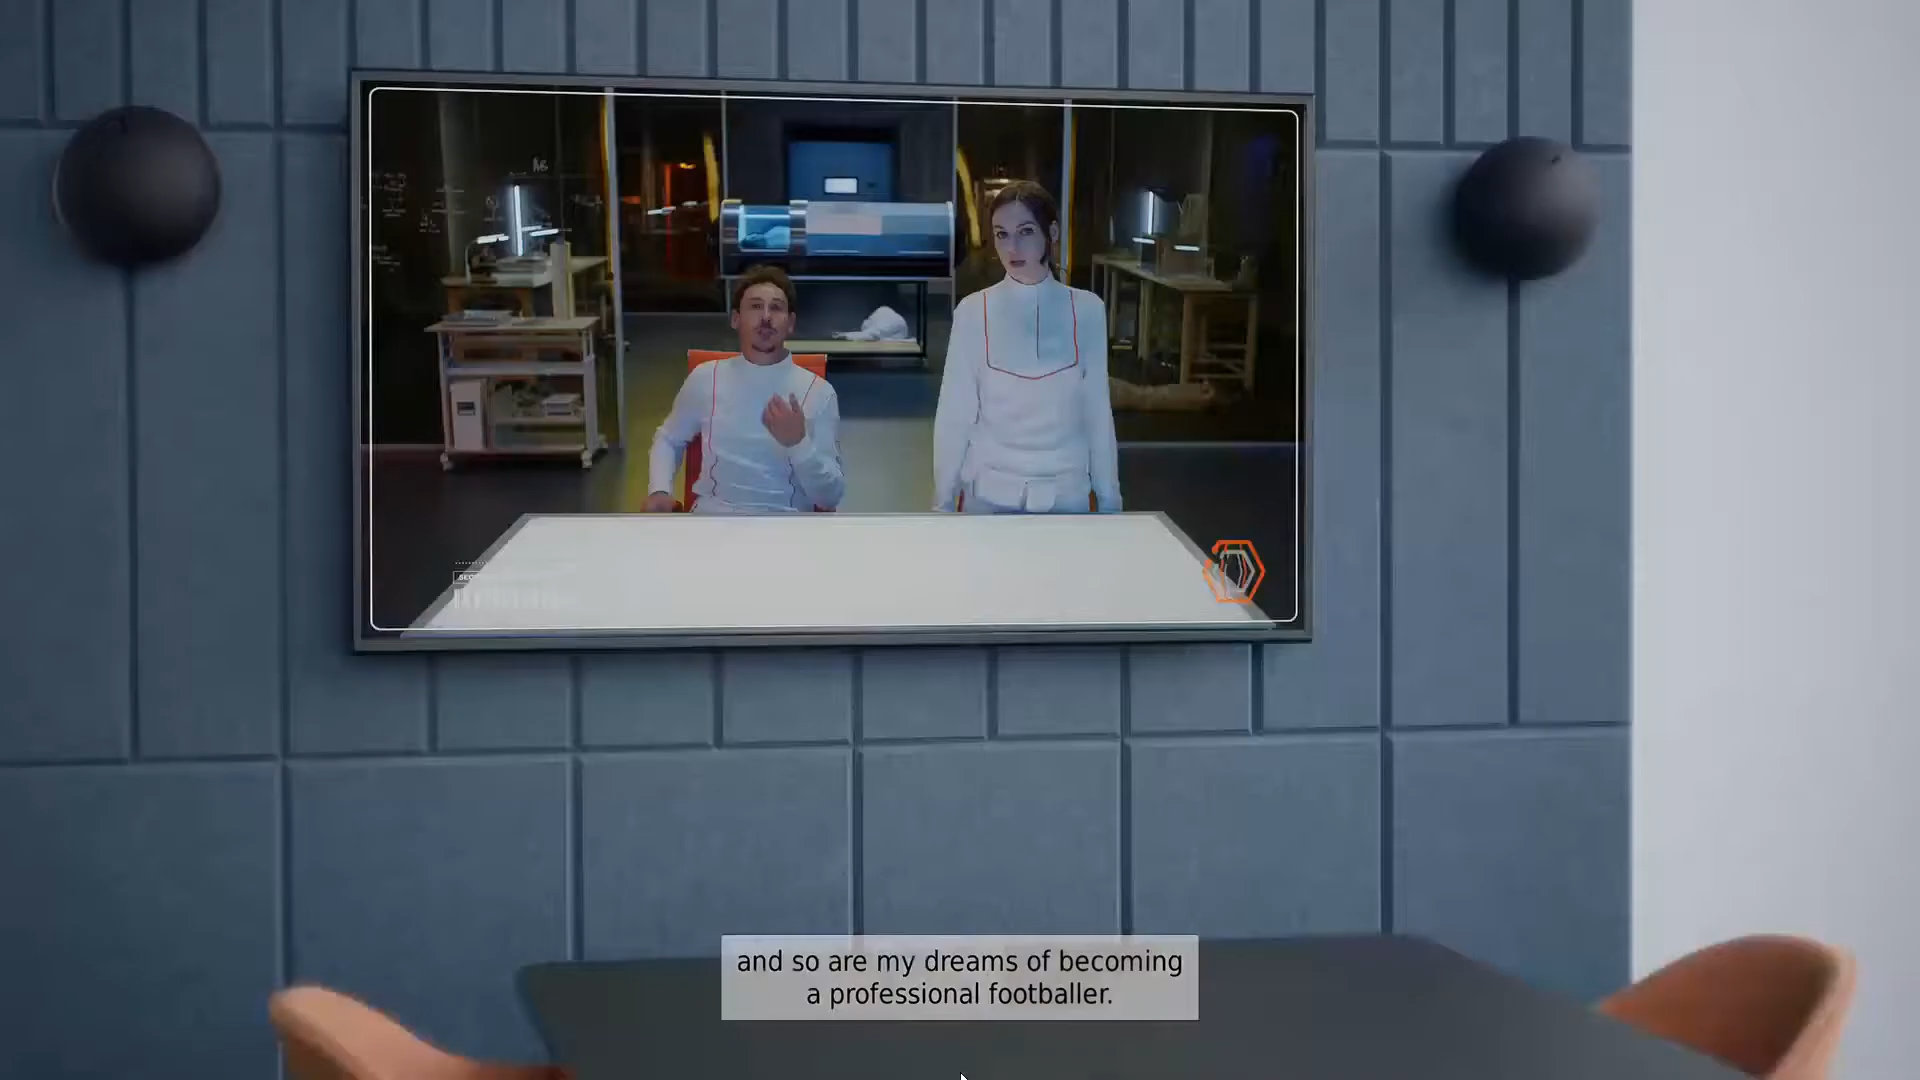 and so are my dreams of becoming
a professional footballer.